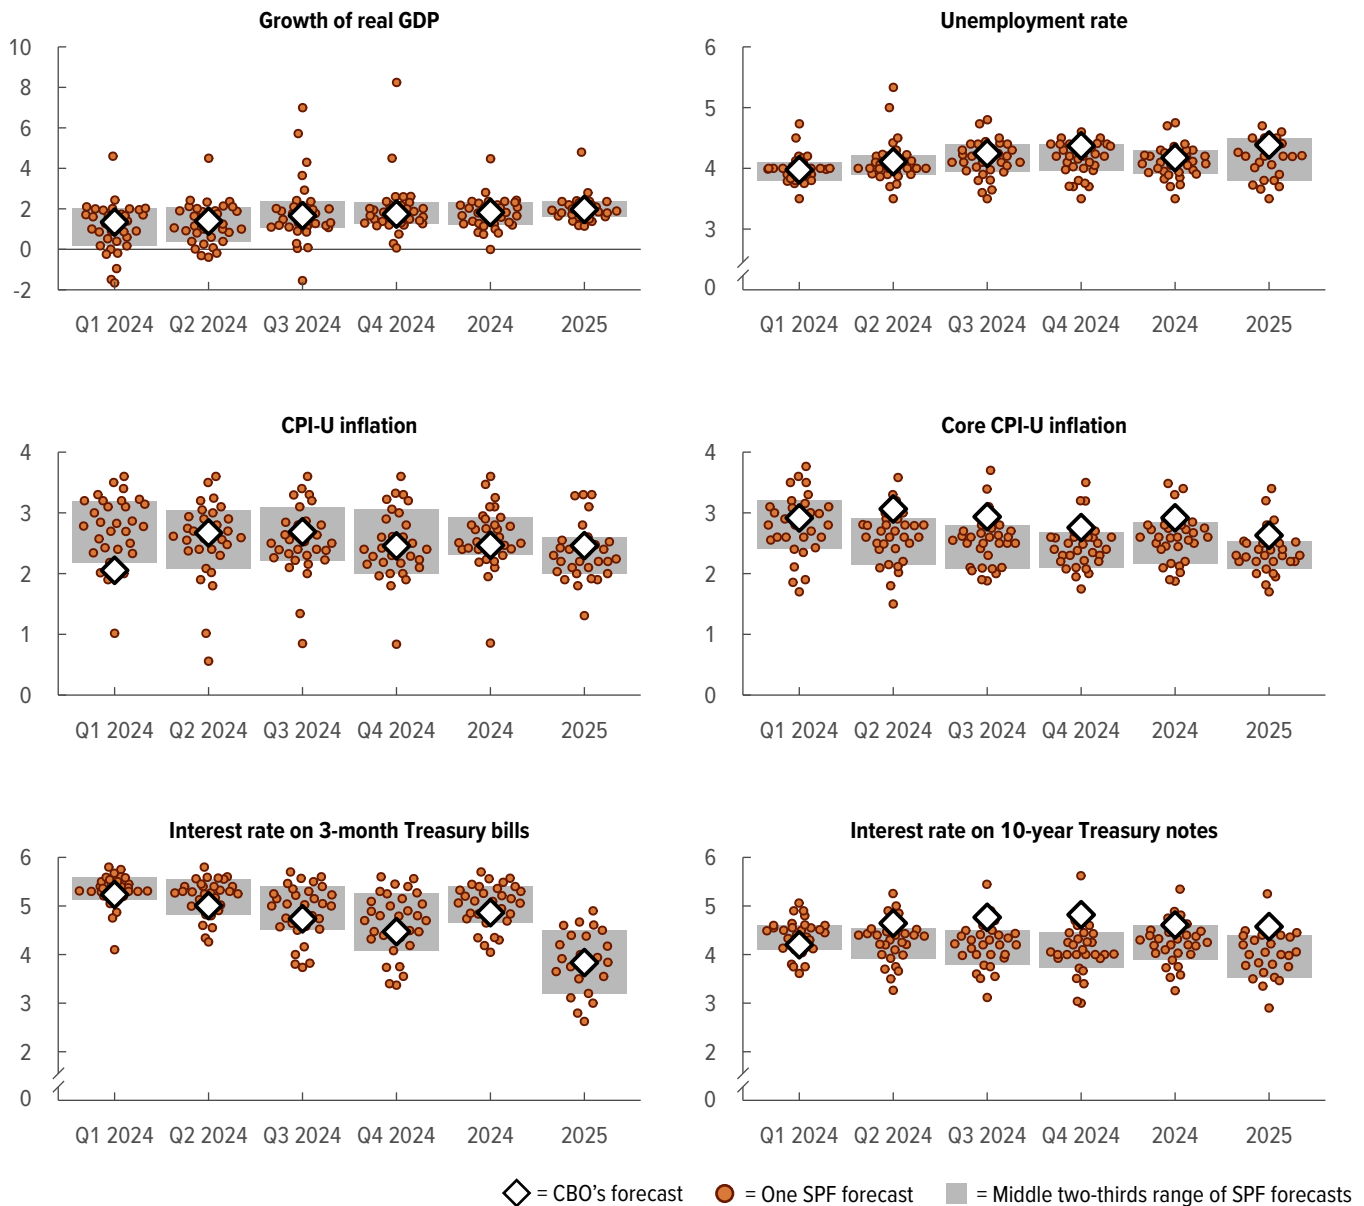 Growth of real GDP
10
8
6
4
2
0
-2
Q1 2024 Q2 2024 Q3 2024 Q4 2024 2024 2025
Unemployment rate
6
5
4
3
0
Q1 2024 Q2 2024 Q3 2024 Q4 2024 2024 2025
CPI-U inflation
4
3
2
1
0
Q1 2024 Q2 2024 Q3 2024 Q4 2024 2024 2025
Core CPI-U inflation
4
3
2
1
0
Q1 2024 Q2 2024 Q3 2024 Q4 2024 2024 2025
Interest rate on 3-month Treasury bills
6
5
4
3
2
0
Q1 2024 Q2 2024 Q3 2024 Q4 2024 2024 2025
Interest rate on 10-year Treasury notes
6
5
4
3
2
0
Q1 2024 Q2 2024 Q3 2024 Q4 2024 2024 2025
= CBO's forecast = One SPF forecast = Middle two-thirds range of SPF forecasts